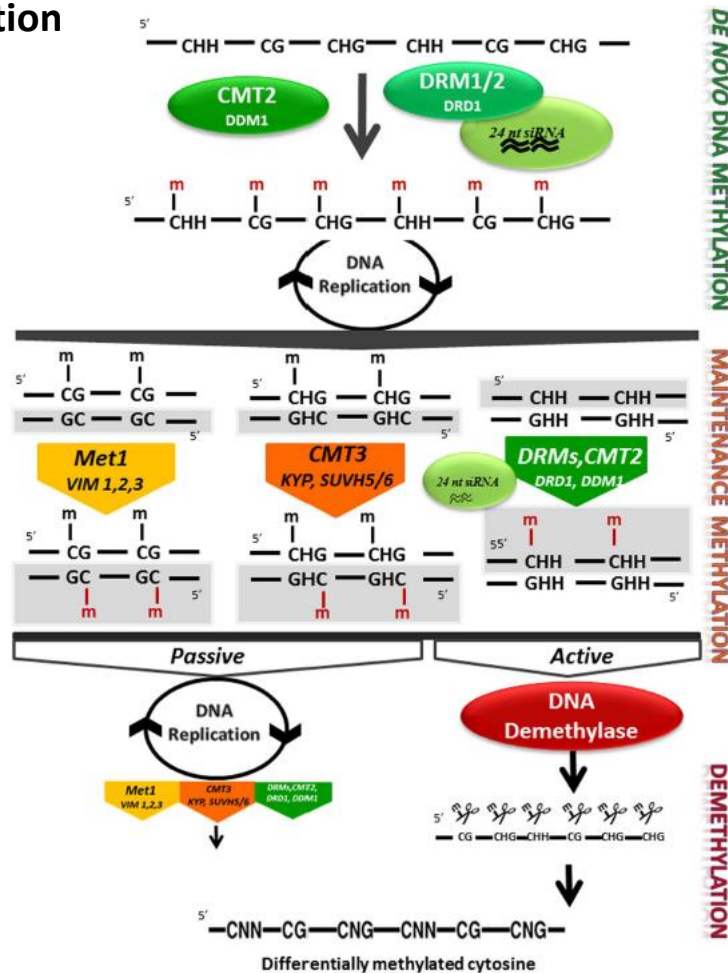 tion
5′
CHH CG CHG CHH CG CHG
CMT2
DDM1
DRM1/2
DRD1
24 nt siRNA
DE NOVO DNA METHYLATION
m m m m m m
5′
CHH CG CHG CHH CG CHG
DNA
Replication
m m
5′
CG CG
GC GC
5′
Met1
VIM 1,2,3
m m
5′
CG CG
GC GC
5′
m m
m m
5′
CHG CHG
GHC GHC
5′
CMT3
KYP, SUVH5/6
m m
5′
CHG CHG
GHC GHC
5′
m m
5′
CHH CHH
GHH GHH
5′
24 nt siRNA
DRMs,CMT2
DRD1, DDM1
m m
55′
CHH CHH
GHH GHH
5′
MAINTENANCE METHYLATION
Passive
Active
DNA
Replication
Met1
VIM 1,2,3
CMT3
KYP, SUVH5/6
DRMs,CMT2,
DRD1, DDM1
DNA
Demethylase
m m m m m m
5′
CG CHG CHH CG CHG CHG
DEMETHYLATION
5′
CNN CG CNG CNN CG CNG
Differentially methylated cytosine